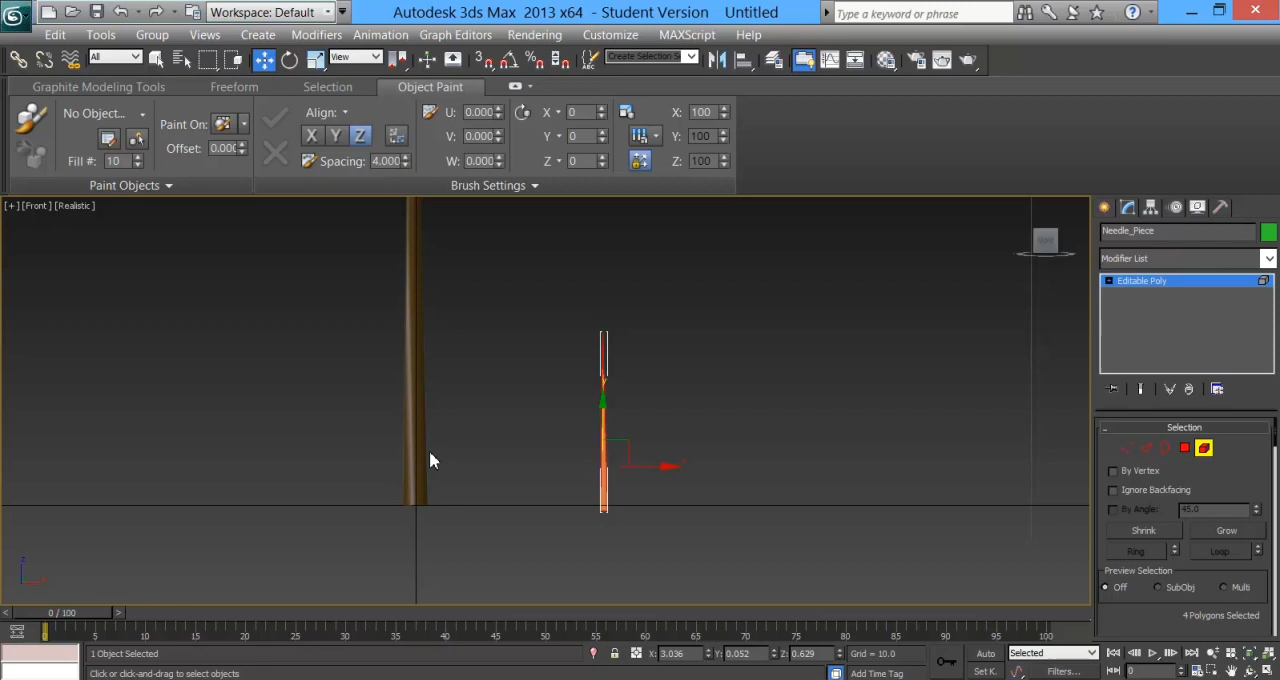 Workspace: Default
Autodesk 3ds Max 2013 x64 - Student Version Untitled
Type a keyword or phrase
Edit Tools Group Views Create Modifiers Animation Graph Editors Rendering Customize MAXScript Help
All
View
Create Selection Se
Graphite Modeling Tools Freeform Selection Object Paint
No Object... Paint On: Align: U: 0.000 X 0 X: 100
X Y Z V: 0.000 Y 0 Y: 100
Fill #: 10 Offset: 0.000 Spacing: 4.000 W: 0.000 Z 0 Z: 100
Paint Objects Brush Settings
[+] [Front] [Realistic]
Needle_Piece
Modifier List
Editable Poly
Selection
By Vertex
Ignore Backfacing
By Angle: 45.0
Shrink Grow
Ring Loop
Preview Selection
Off SubObj Multi
4 Polygons Selected
0 / 100
0 5 10 15 20 25 30 35 40 45 50 55 60 65 70 75 80 85 90 95 100
1 Object Selected X: 3.036 Y: 0.052 Z: 0.629 Grid = 10.0 Auto Selected
Click or click-and-drag to select objects Add Time Tag Set K. Filters... 0